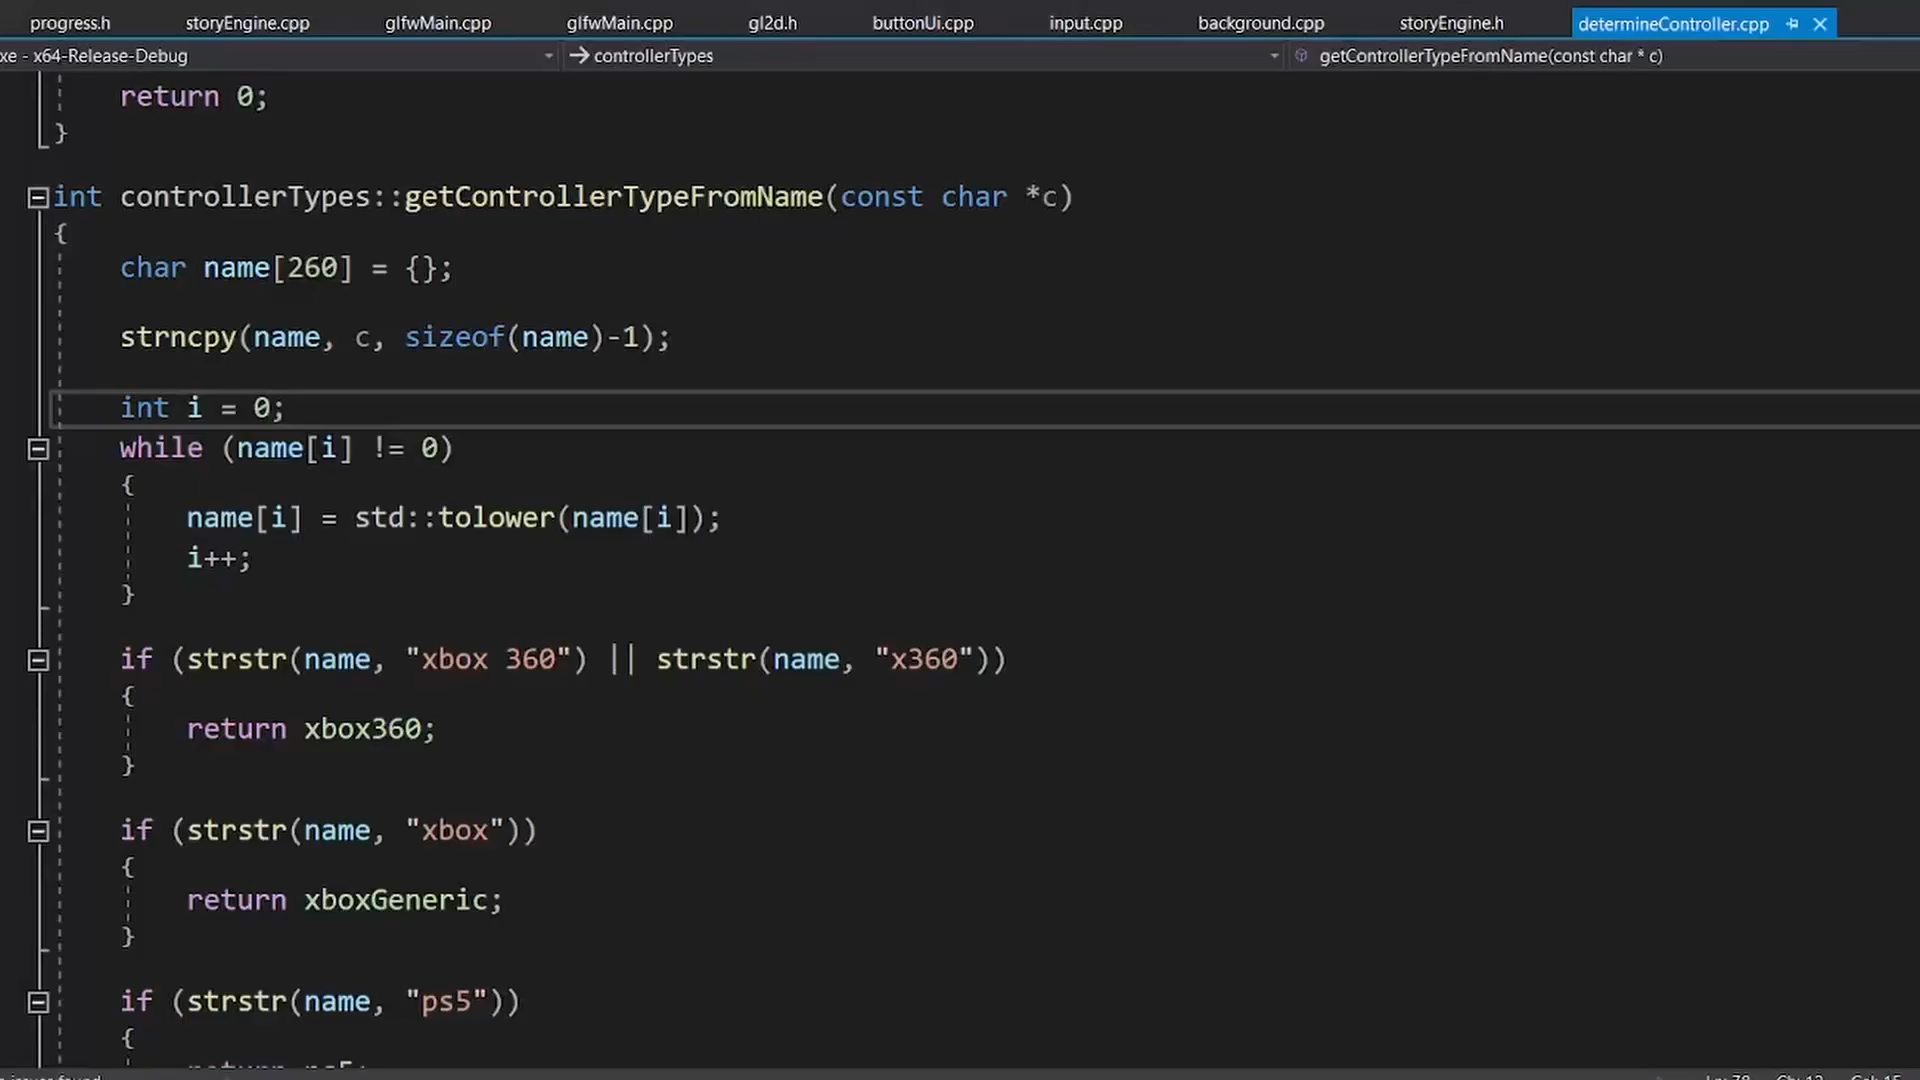 progress.h storyEngine.cpp glfwMain.cpp glfwMain.cpp gl2d.h buttonUi.cpp input.cpp background.cpp storyEngine.h determineController.cpp
xe - x64-Release-Debug controllerTypes getControllerTypeFromName(const char * c)
return 0;
}
int controllerTypes::getControllerTypeFromName(const char *c)
{
char name[260] = {};
strncpy(name, c, sizeof(name)-1);
int i = 0;
while (name[i] != 0)
{
name[i] = std::tolower(name[i]);
i++;
}
if (strstr(name, "xbox 360") || strstr(name, "x360"))
{
return xbox360;
}
if (strstr(name, "xbox"))
{
return xboxGeneric;
}
if (strstr(name, "ps5"))
{